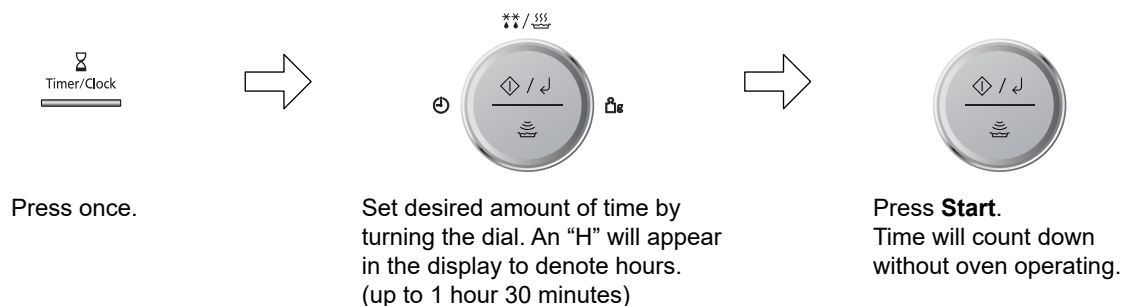 Timer/Clock
g
Press once.
Set desired amount of time by
turning the dial. An “H” will appear
in the display to denote hours.
(up to 1 hour 30 minutes)
Press Start.
Time will count down
without oven operating.